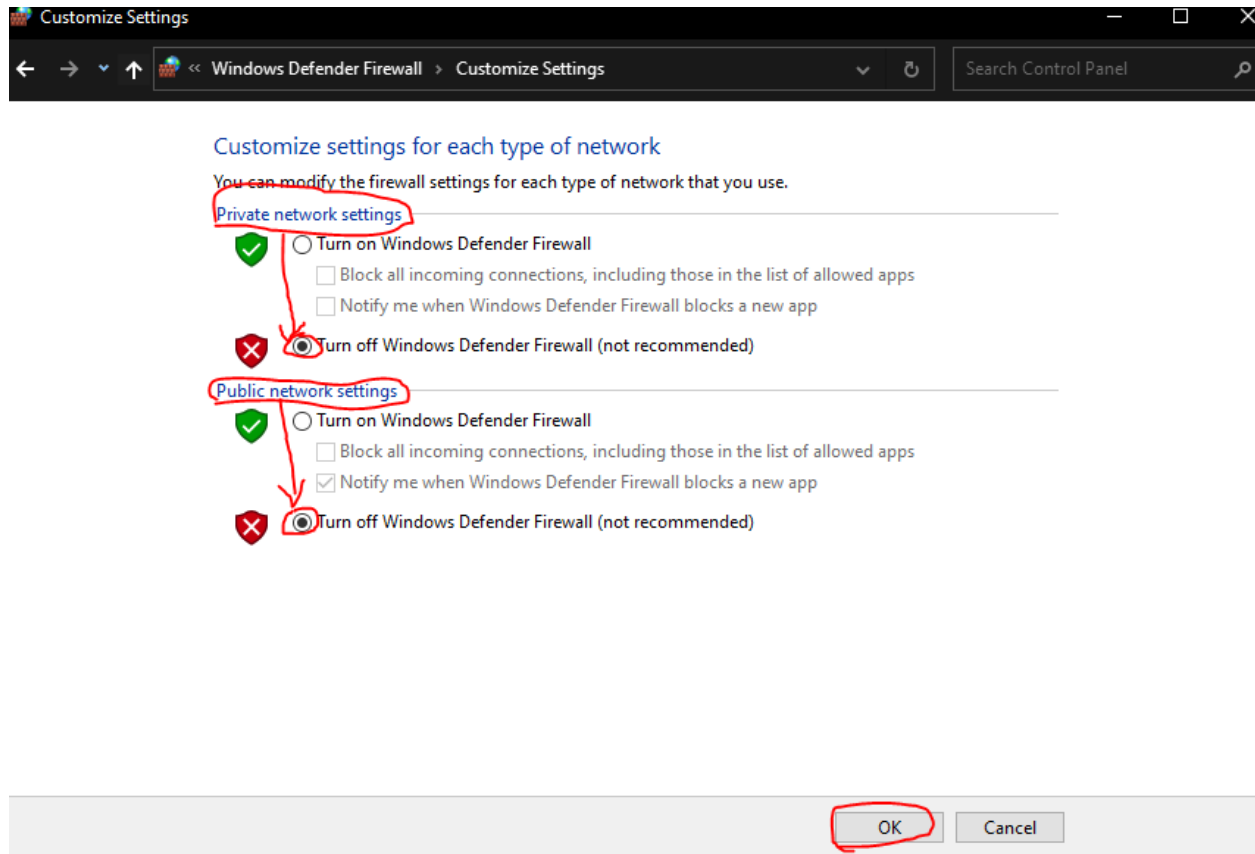 Customize Settings
« Windows Defender Firewall > Customize Settings
Search Control Panel
Customize settings for each type of network
You can modify the firewall settings for each type of network that you use.
Private network settings
Turn on Windows Defender Firewall
Block all incoming connections, including those in the list of allowed apps
Notify me when Windows Defender Firewall blocks a new app
Turn off Windows Defender Firewall (not recommended)
Public network settings
Turn on Windows Defender Firewall
Block all incoming connections, including those in the list of allowed apps
Notify me when Windows Defender Firewall blocks a new app
Turn off Windows Defender Firewall (not recommended)
OK Cancel